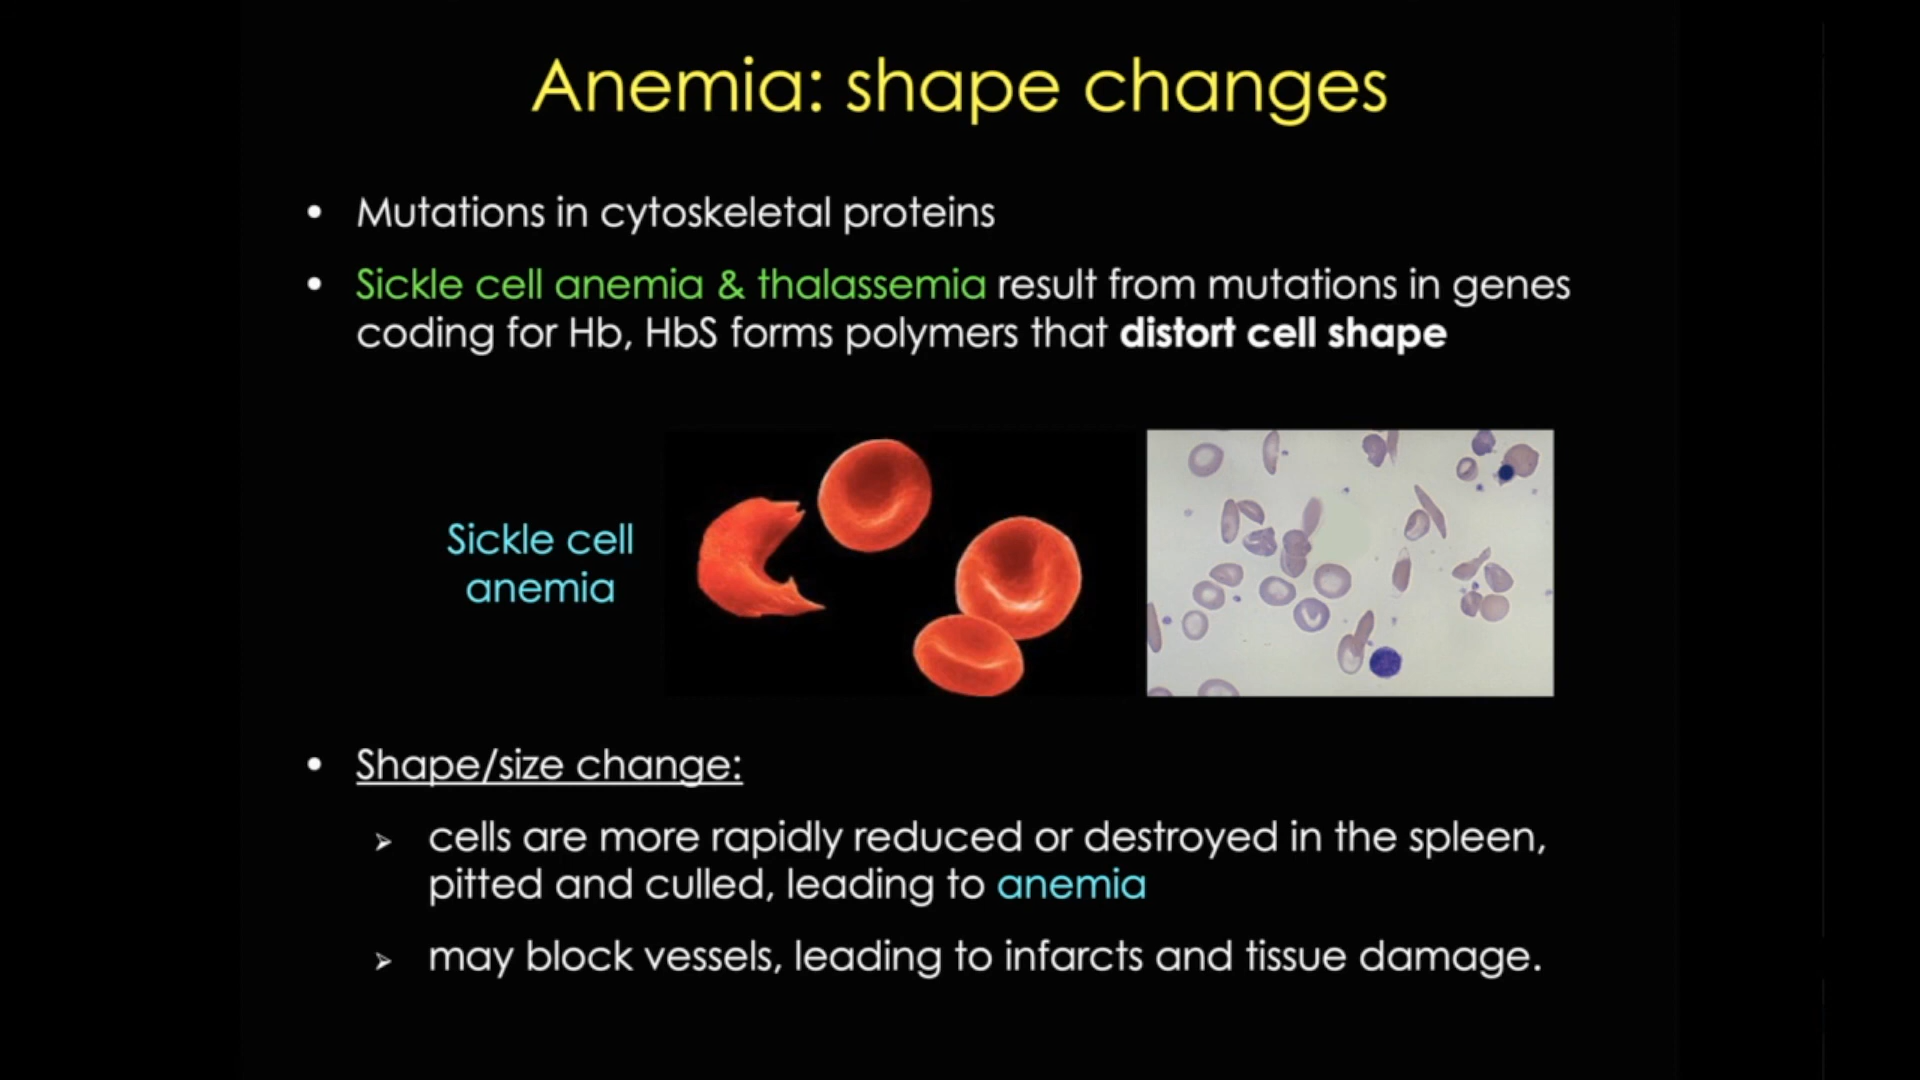 Anemia: shape changes
• Mutations in cytoskeletal proteins
• Sickle cell anemia & thalassemia result from mutations in genes
coding for Hb, HbS forms polymers that distort cell shape
Sickle cell
anemia
• Shape/size change:
➢ cells are more rapidly reduced or destroyed in the spleen,
pitted and culled, leading to anemia
➢ may block vessels, leading to infarcts and tissue damage.